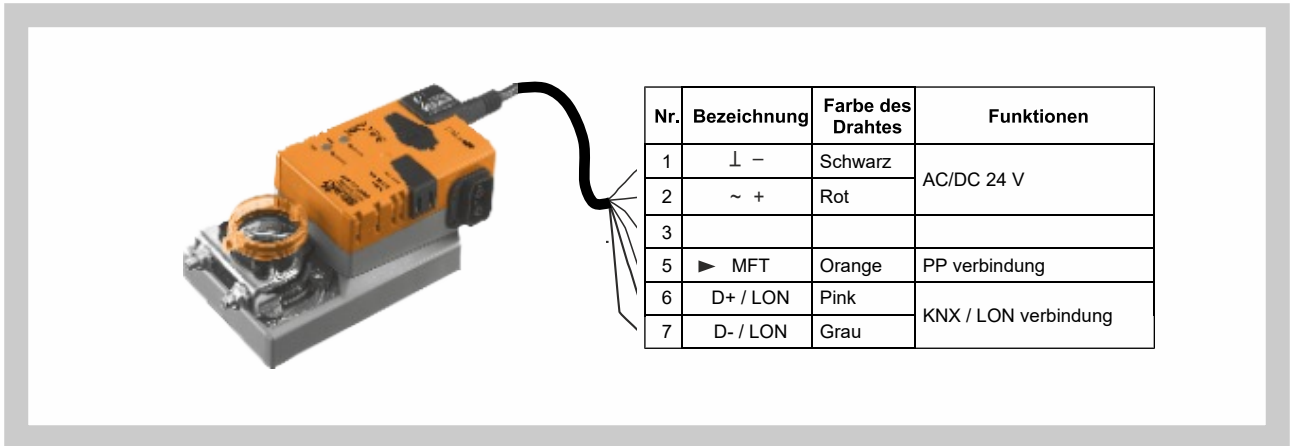 Nr. Bezeichnung Farbe des Drahtes Funktionen
1 ⊥ − Schwarz AC/DC 24 V
2 ~ + Rot
3
5 ► MFT Orange PP verbindung
6 D+ / LON Pink KNX / LON verbindung
7 D- / LON Grau